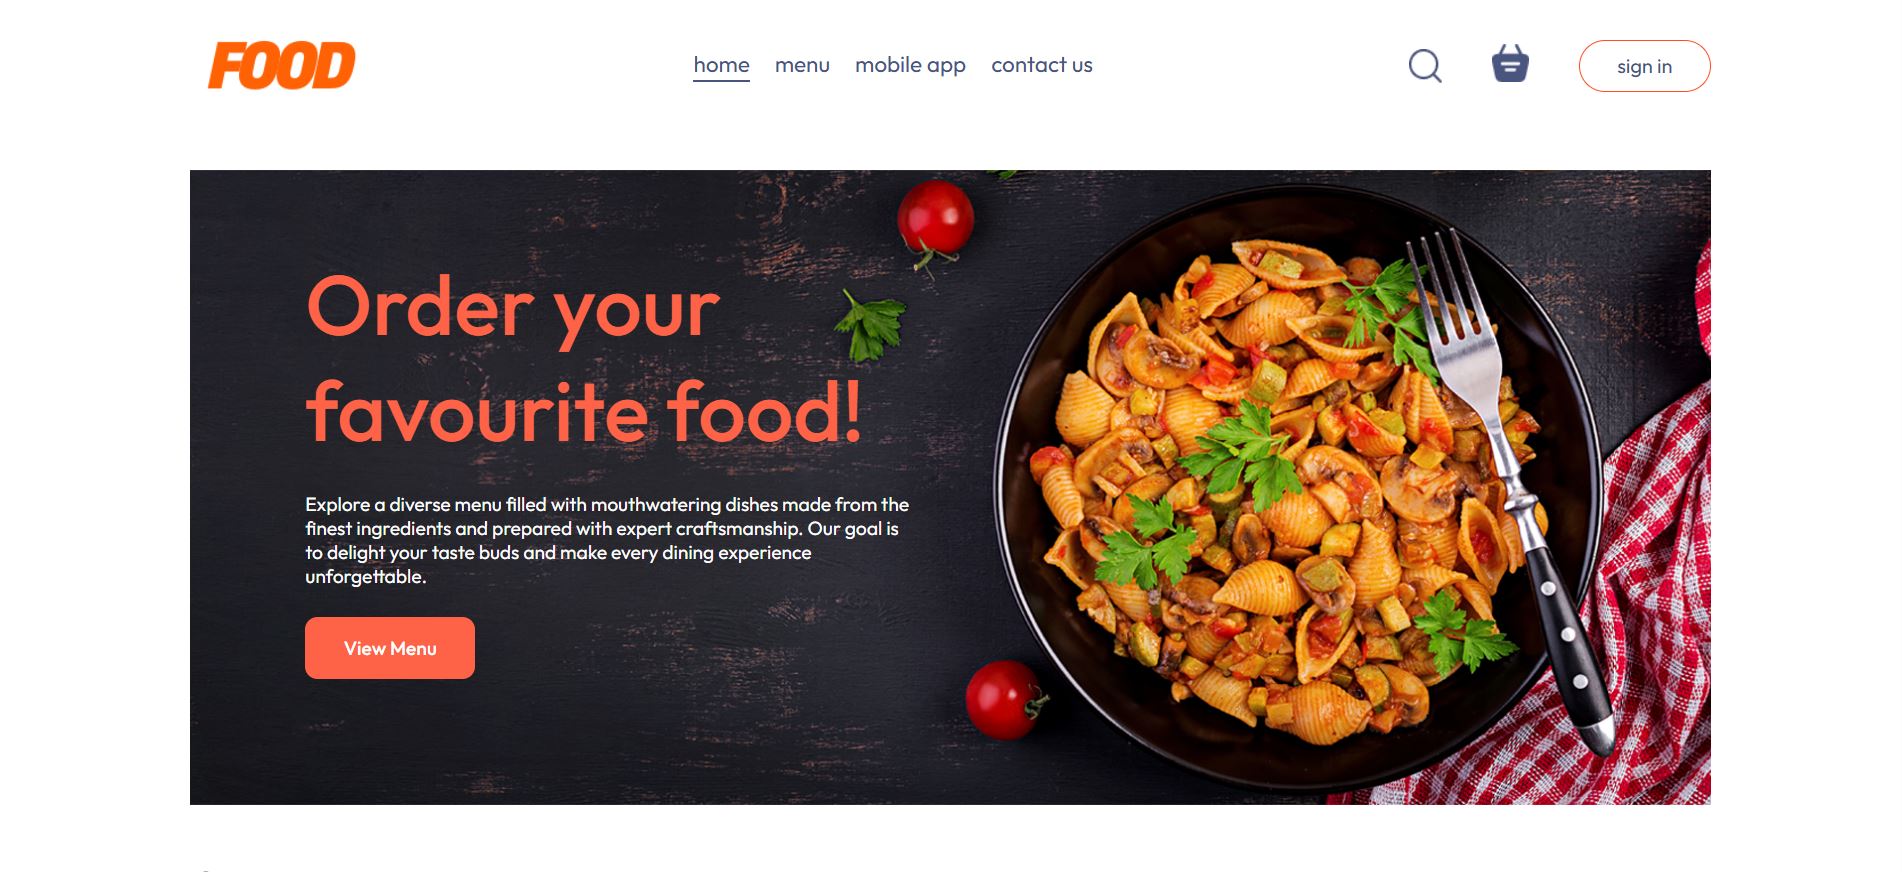 FOOD
home menu mobile app contact us
sign in
Order your
favourite food!
Explore a diverse menu filled with mouthwatering dishes made from the
finest ingredients and prepared with expert craftsmanship. Our goal is
to delight your taste buds and make every dining experience
unforgettable.
View Menu